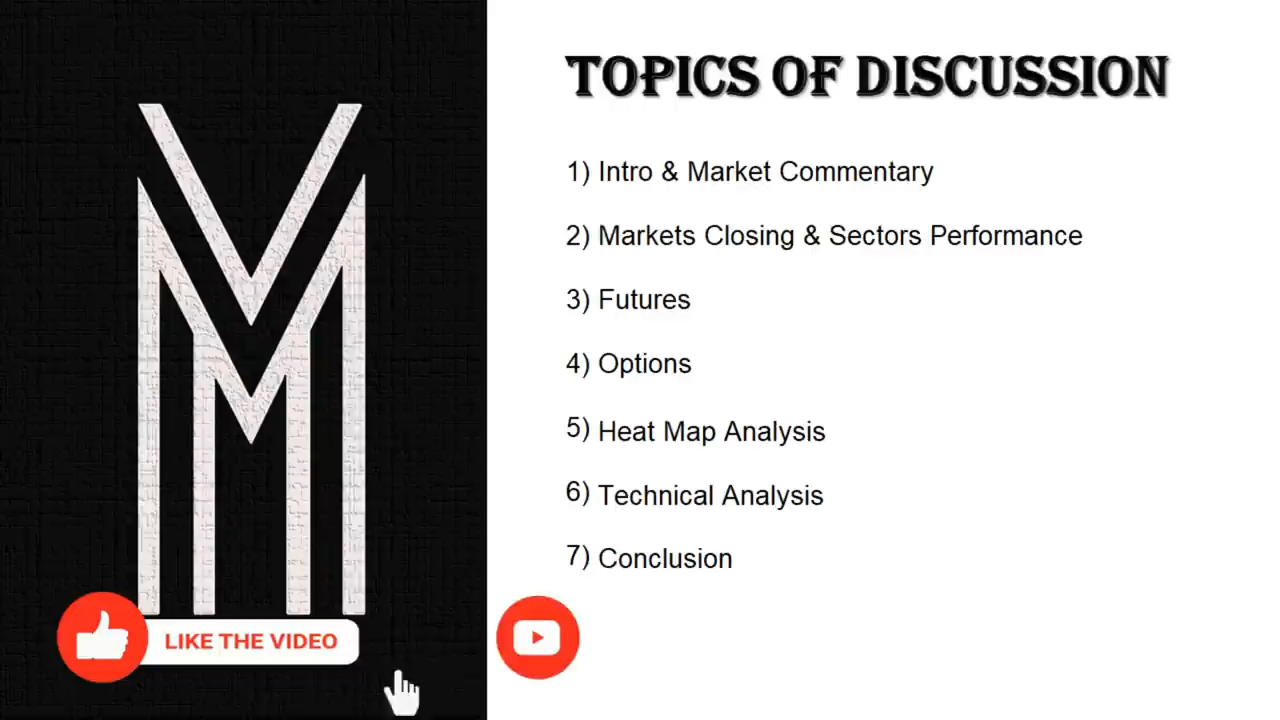 TOPICS OF DISCUSSION
1) Intro & Market Commentary
2) Markets Closing & Sectors Performance
3) Futures
4) Options
5) Heat Map Analysis
6) Technical Analysis
7) Conclusion
LIKE THE VIDEO